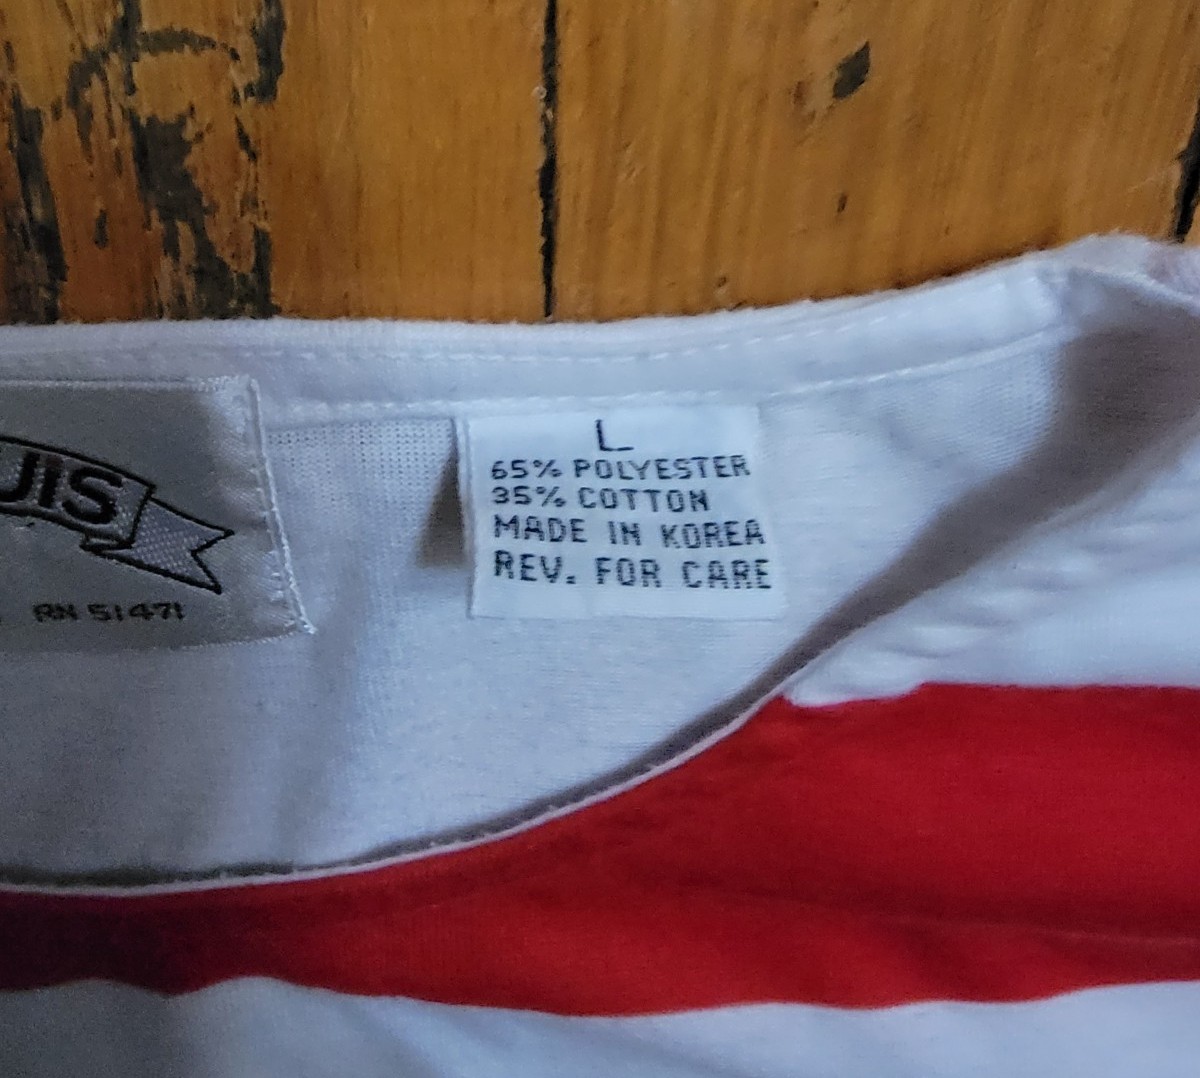 UIS
RN 51471
L
65% POLYESTER
35% COTTON
MADE IN KOREA
REV. FOR CARE